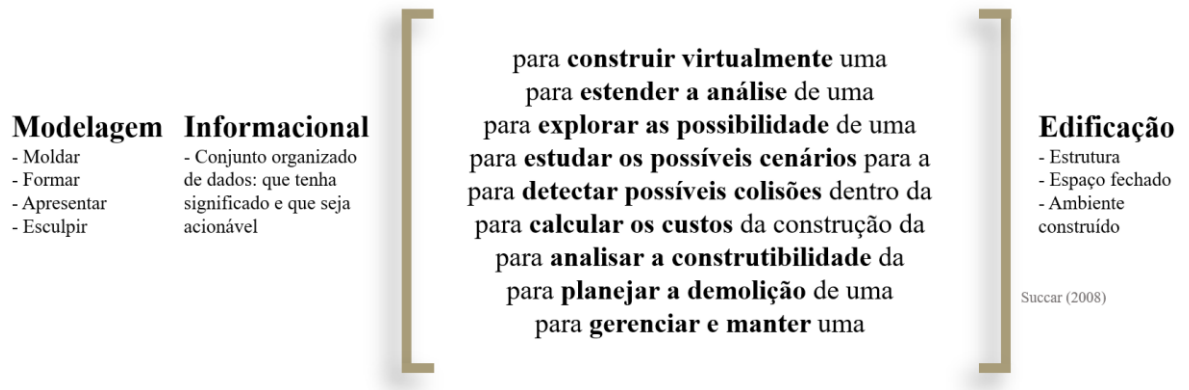 Modelagem
- Moldar
- Formar
- Apresentar
- Esculpir
Informacional
- Conjunto organizado
de dados: que tenha
significado e que seja
acionável
para construir virtualmente uma
para estender a análise de uma
para explorar as possibilidade de uma
para estudar os possíveis cenários para a
para detectar possíveis colisões dentro da
para calcular os custos da construção da
para analisar a construtibilidade da
para planejar a demolição de uma
para gerenciar e manter uma
Edificação
- Estrutura
- Espaço fechado
- Ambiente
construído
Succar (2008)